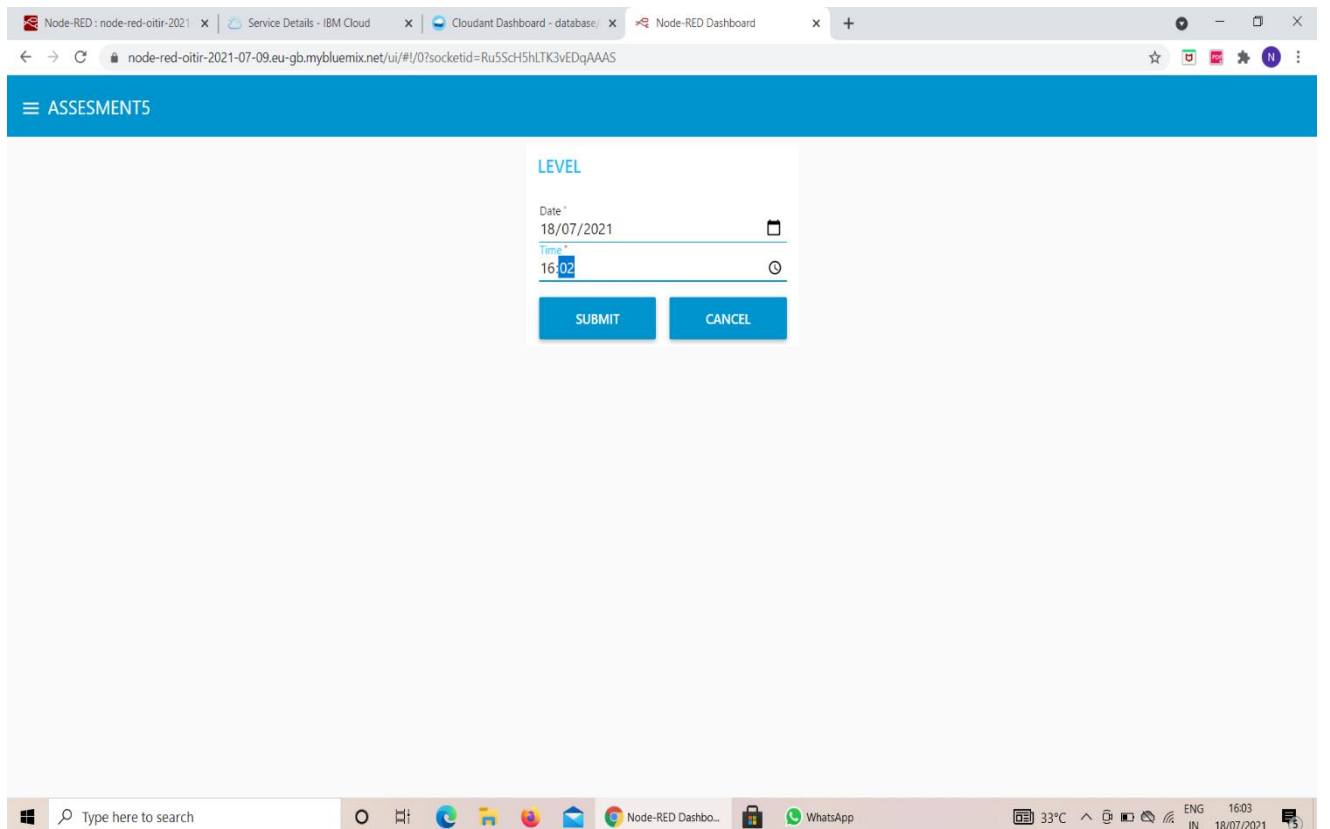 Node-RED : node-red-oitir-2021-
Service Details - IBM Cloud
Cloudant Dashboard - database/
Node-RED Dashboard
node-red-oitir-2021-07-09.eu-gb.mybluemix.net/ui/#!/0?socketid=Ru5ScH5hLTK3vEDqAAAS
N
ASSESMENT5
LEVEL
Date *
18/07/2021
Time *
16:02
SUBMIT CANCEL
Type here to search
Node-RED Dashbo...
WhatsApp
33°C
ENG
IN
16:03
18/07/2021
5